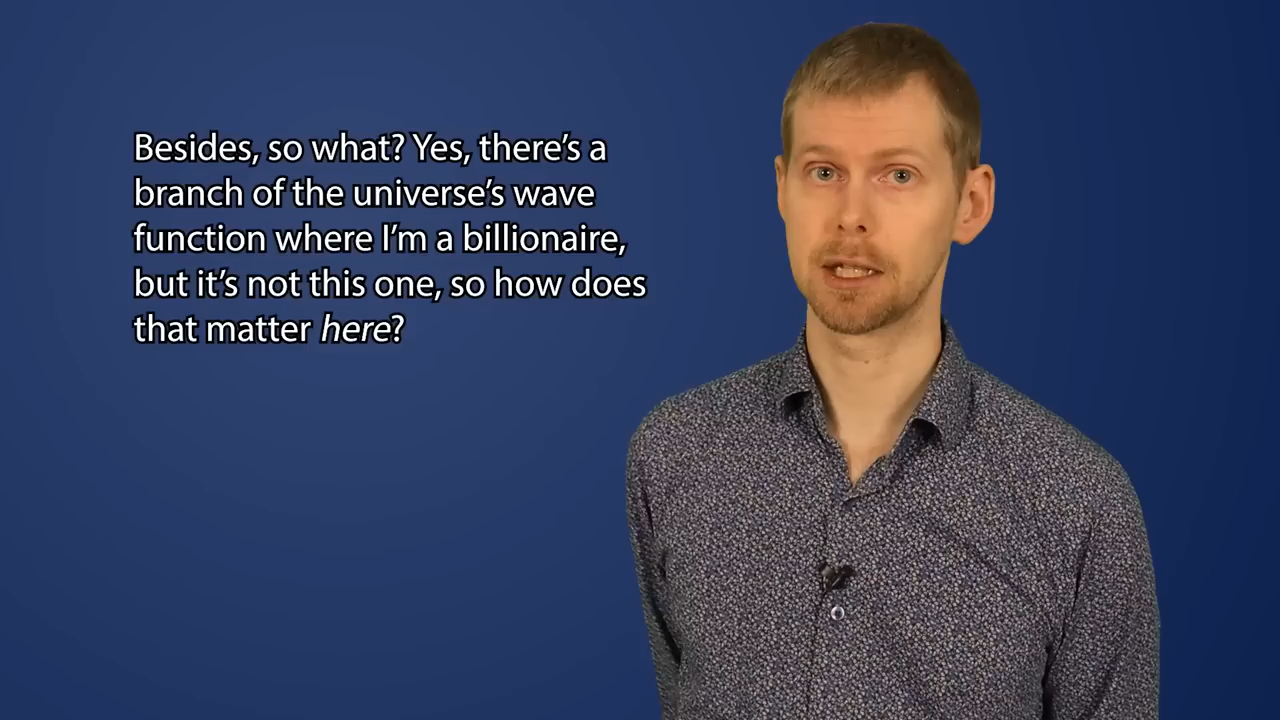 Besides, so what? Yes, there’s a
branch of the universe’s wave
function where I’m a billionaire,
but it’s not this one, so how does
that matter here?